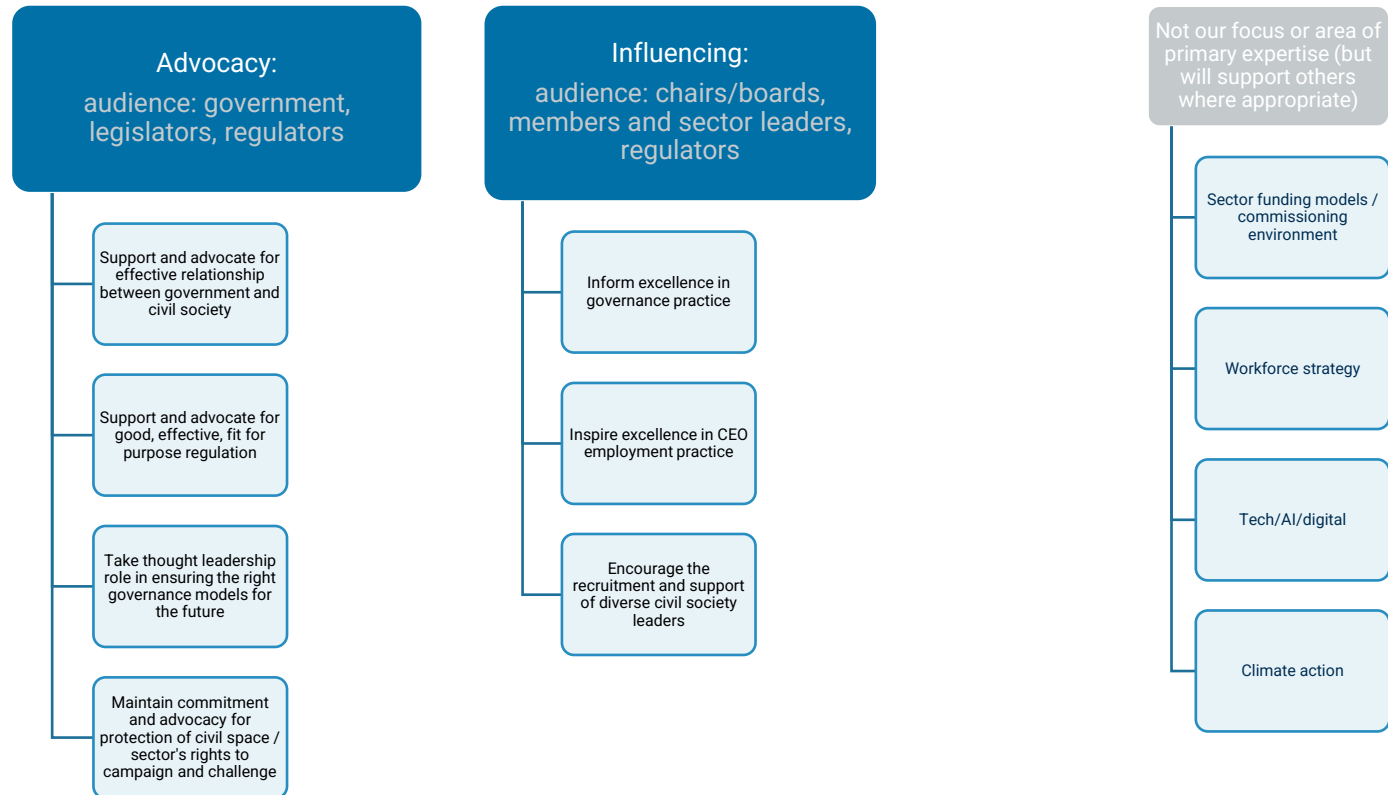 Advocacy:
audience: government,
legislators, regulators
Support and advocate for
effective relationship
between government and
civil society
Support and advocate for
good, effective, fit for
purpose regulation
Take thought leadership
role in ensuring the right
governance models for
the future
Maintain commitment
and advocacy for
protection of civil space /
sector's rights to
campaign and challenge
Influencing:
audience: chairs/boards,
members and sector leaders,
regulators
Inform excellence in
governance practice
Inspire excellence in CEO
employment practice
Encourage the
recruitment and support
of diverse civil society
leaders
Not our focus or area of
primary expertise (but
will support others
where appropriate)
Sector funding models /
commissioning
environment
Workforce strategy
Tech/AI/digital
Climate action